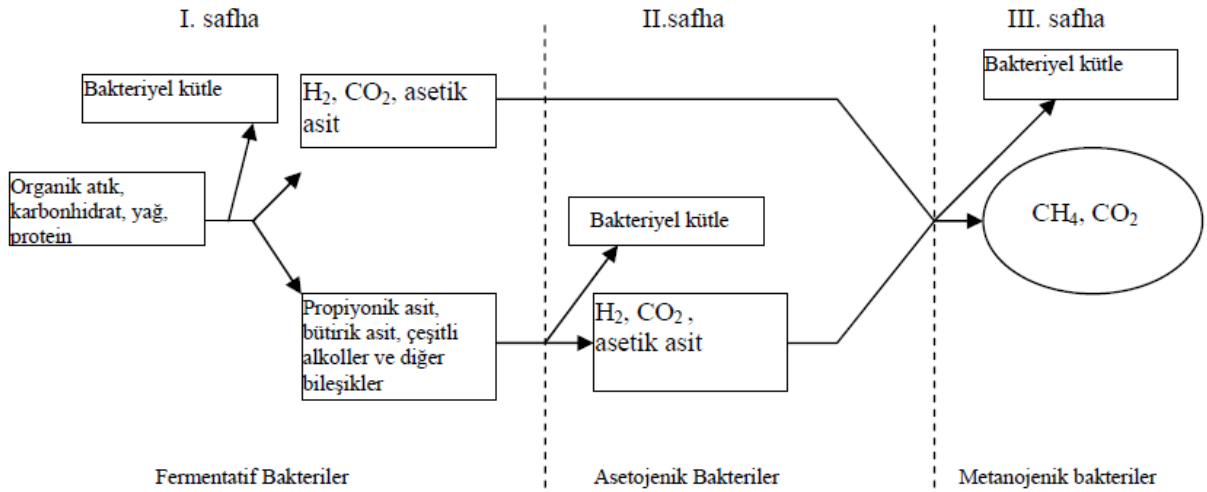 I. safha
II.safha
III. safha
Bakteriyel kütle
H₂, CO₂, asetik
asit
Bakteriyel kütle
Organik atık,
karbonhidrat, yağ,
protein
Bakteriyel kütle
CH₄, CO₂
Propiyonik asit,
bütirik asit, çeşitli
alkoller ve diğer
bileşikler
H₂, CO₂ ,
asetik asit
Fermentatif Bakteriler
Asetojenik Bakteriler
Metanojenik bakteriler